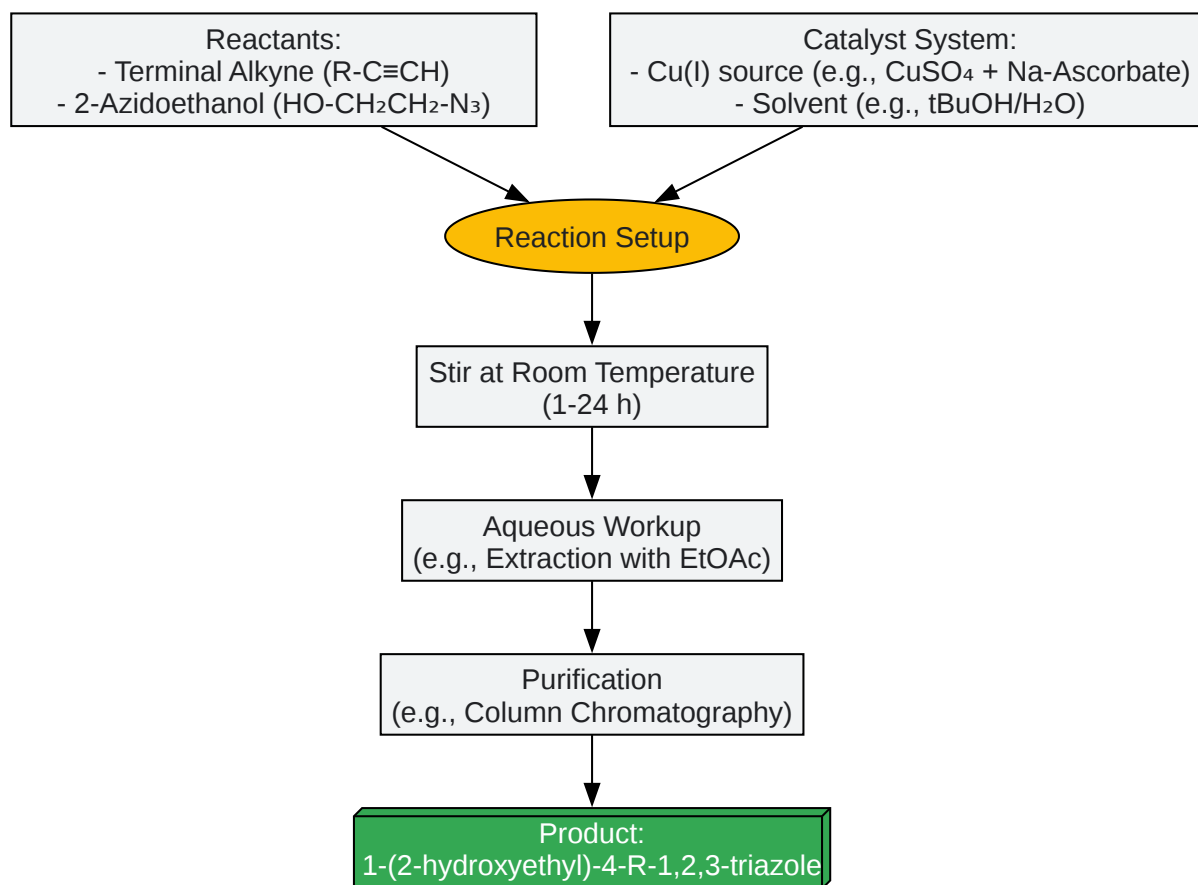 Reactants:
- Terminal Alkyne (R-C≡CH)
- 2-Azidoethanol (HO-CH₂CH₂-N₃)
Catalyst System:
- Cu(I) source (e.g., CuSO₄ + Na-Ascorbate)
- Solvent (e.g., tBuOH/H₂O)
Reaction Setup
Stir at Room Temperature
(1-24 h)
Aqueous Workup
(e.g., Extraction with EtOAc)
Purification
(e.g., Column Chromatography)
Product:
1-(2-hydroxyethyl)-4-R-1,2,3-triazole